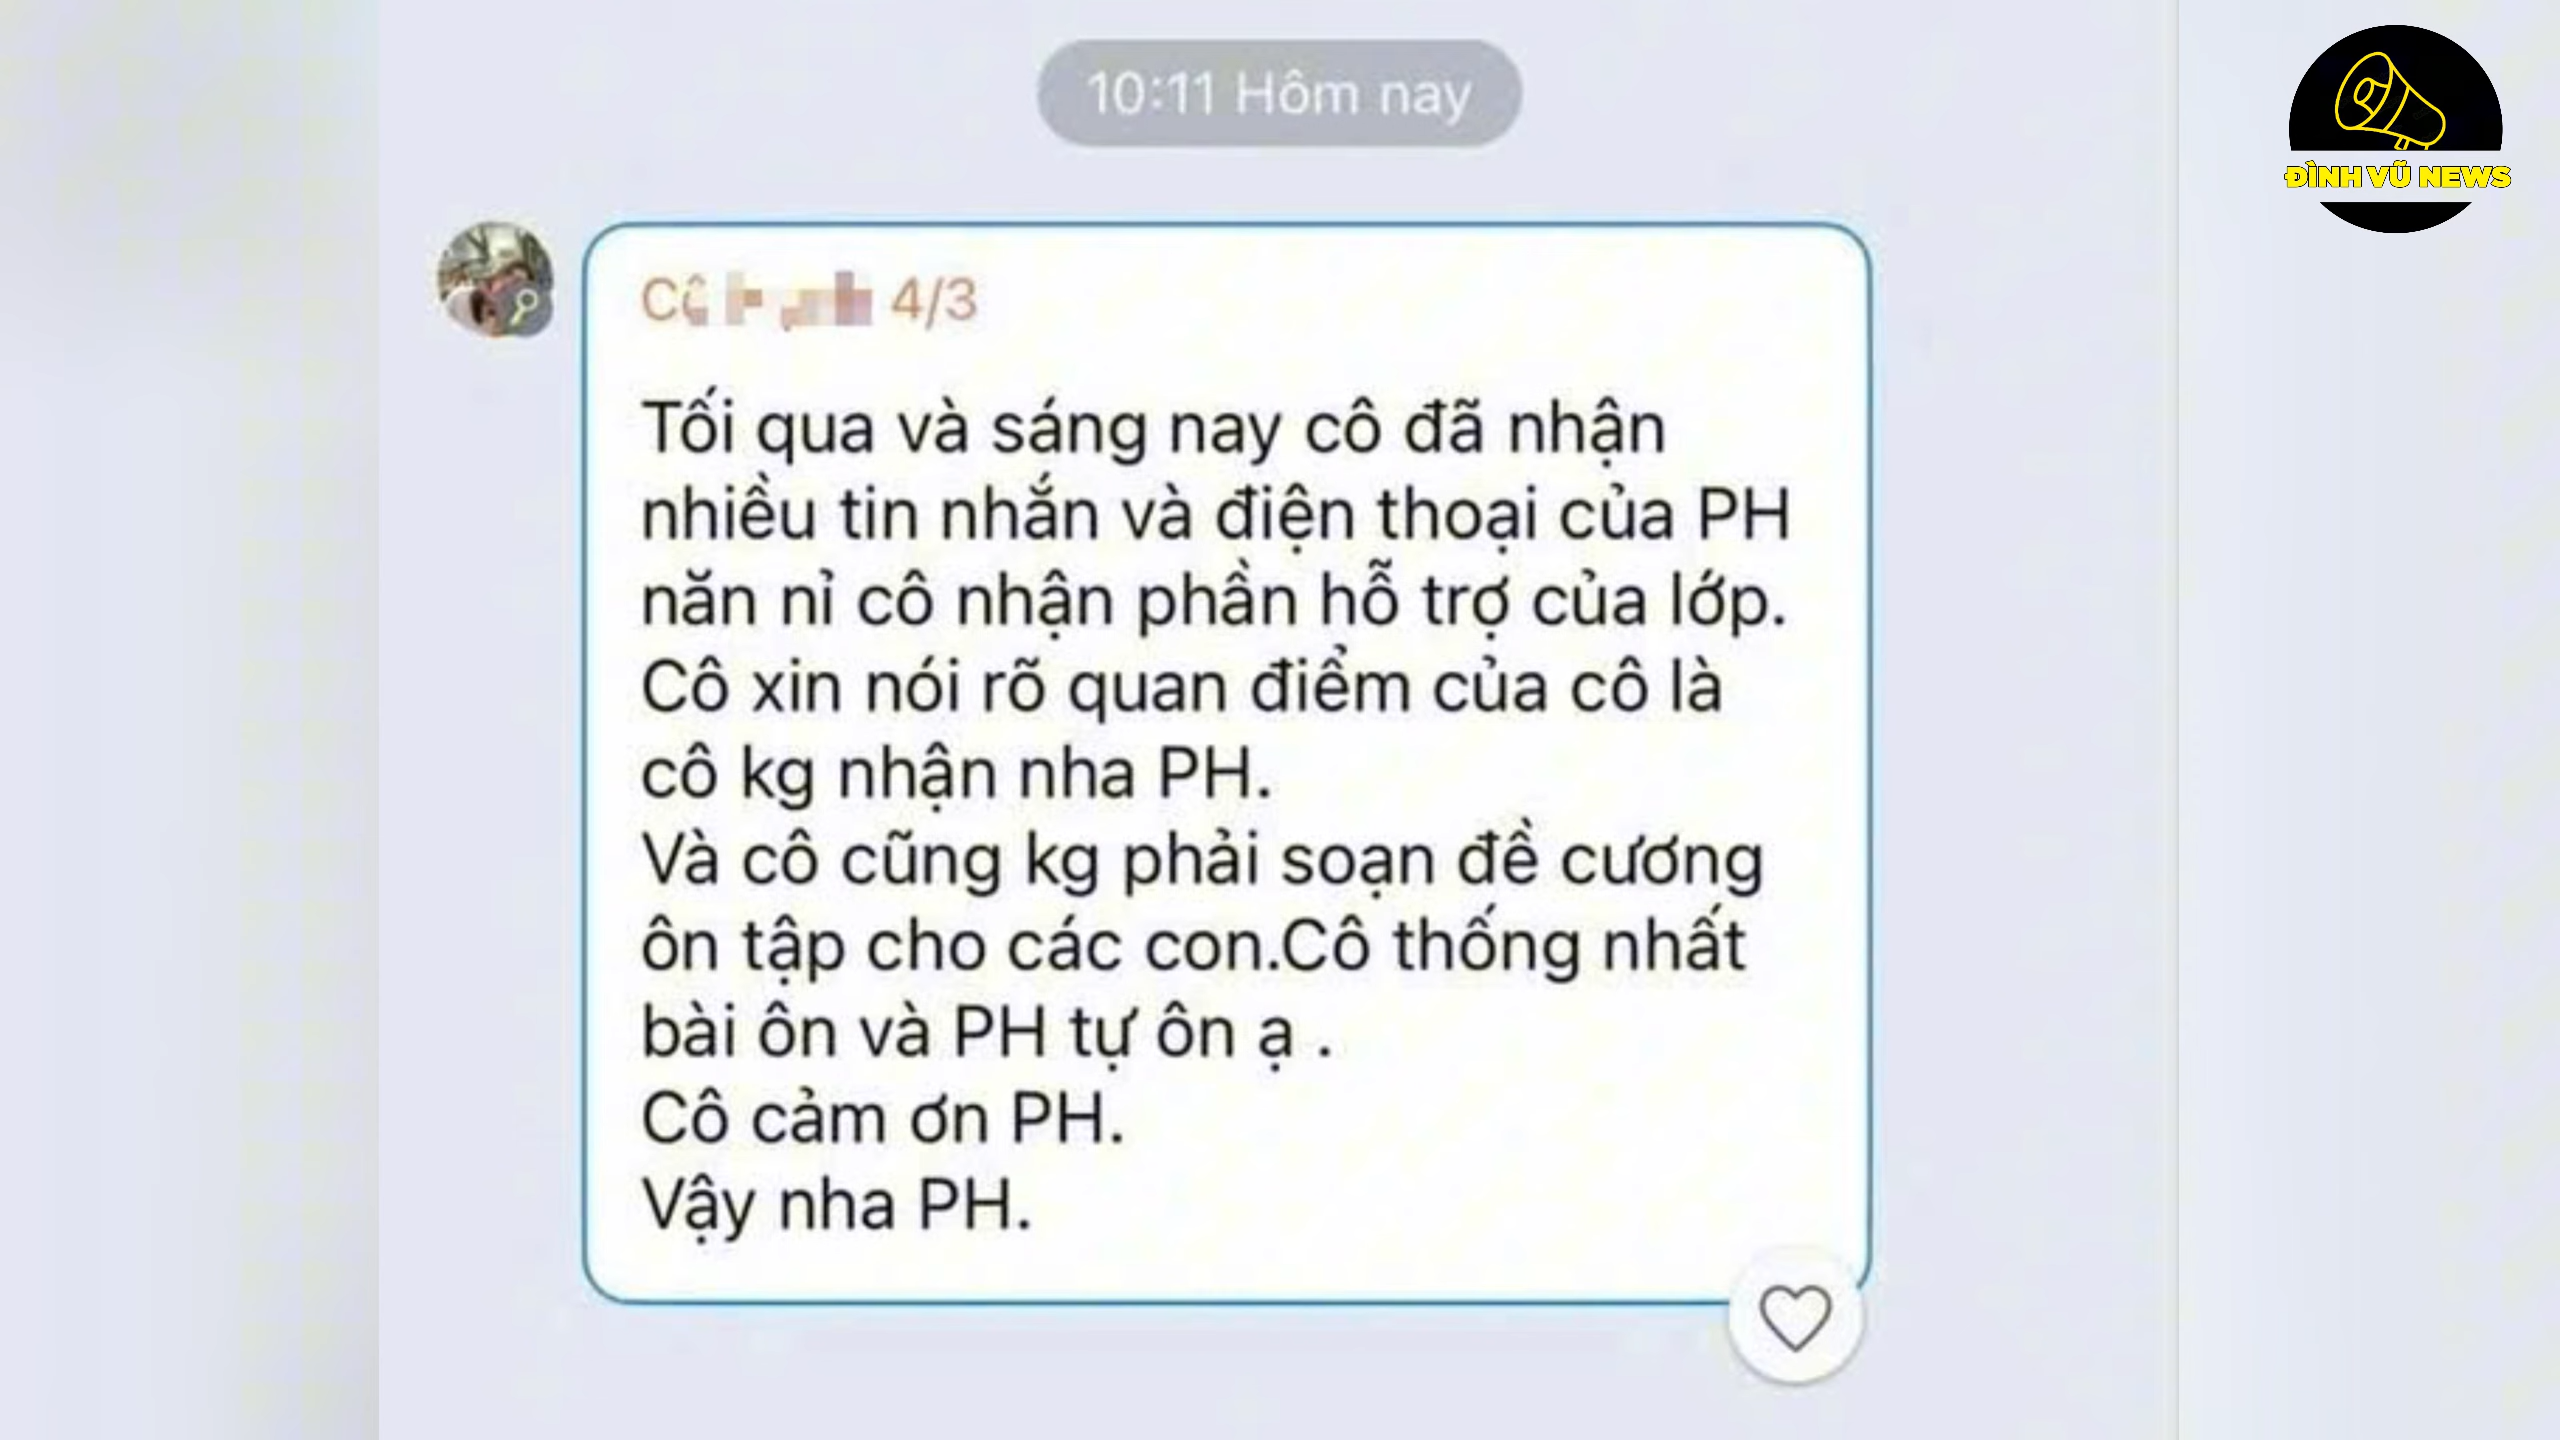 10:11 Hôm nay
ĐÌNH VŨ NEWS
4/3
Tối qua và sáng nay cô đã nhận
nhiều tin nhắn và điện thoại của PH
năn nỉ cô nhận phần hỗ trợ của lớp.
Cô xin nói rõ quan điểm của cô là
cô kg nhận nha PH.
Và cô cũng kg phải soạn đề cương
ôn tập cho các con.Cô thống nhất
bài ôn và PH tự ôn ạ .
Cô cảm ơn PH.
Vậy nha PH.